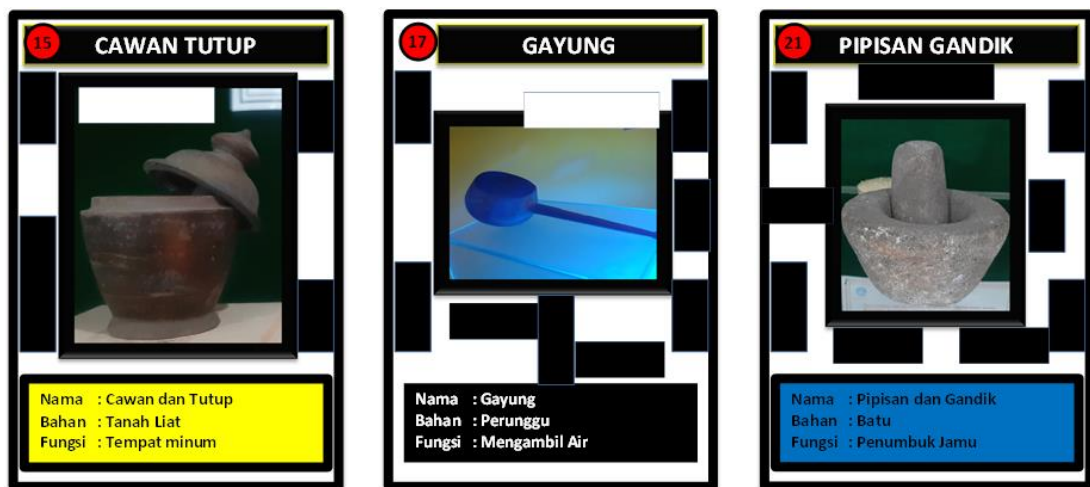 15
CAWAN TUTUP
Nama : Cawan dan Tutup
Bahan : Tanah Liat
Fungsi : Tempat minum
17
GAYUNG
Nama : Gayung
Bahan : Perunggu
Fungsi : Mengambil Air
21
PIPISAN GANDIK
Nama : Pipisan dan Gandik
Bahan : Batu
Fungsi : Penumbuk Jamu